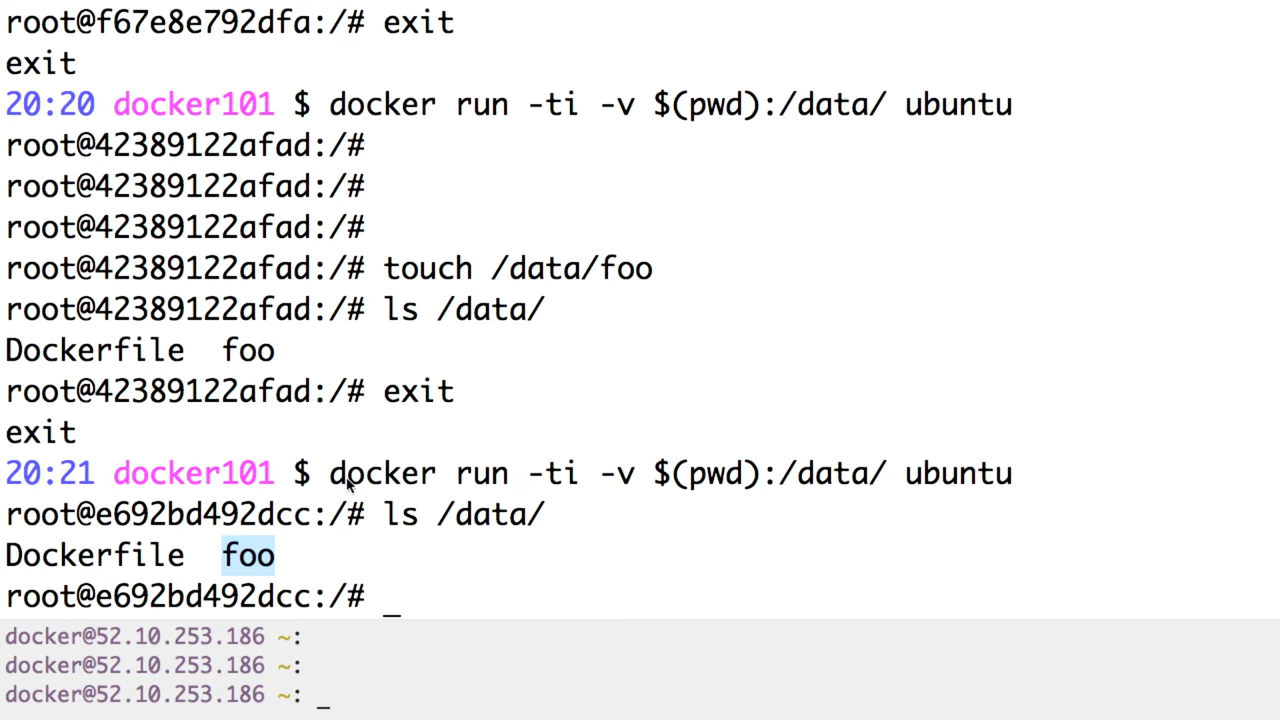 root@f67e8e792dfa:/# exit
exit
20:20 docker101 $ docker run -ti -v $(pwd):/data/ ubuntu
root@42389122afad:/#
root@42389122afad:/#
root@42389122afad:/#
root@42389122afad:/# touch /data/foo
root@42389122afad:/# ls /data/
Dockerfile  foo
root@42389122afad:/# exit
exit
20:21 docker101 $ docker run -ti -v $(pwd):/data/ ubuntu
root@e692bd492dcc:/# ls /data/
Dockerfile  foo
root@e692bd492dcc:/# _
docker@52.10.253.186 ~:
docker@52.10.253.186 ~:
docker@52.10.253.186 ~: _